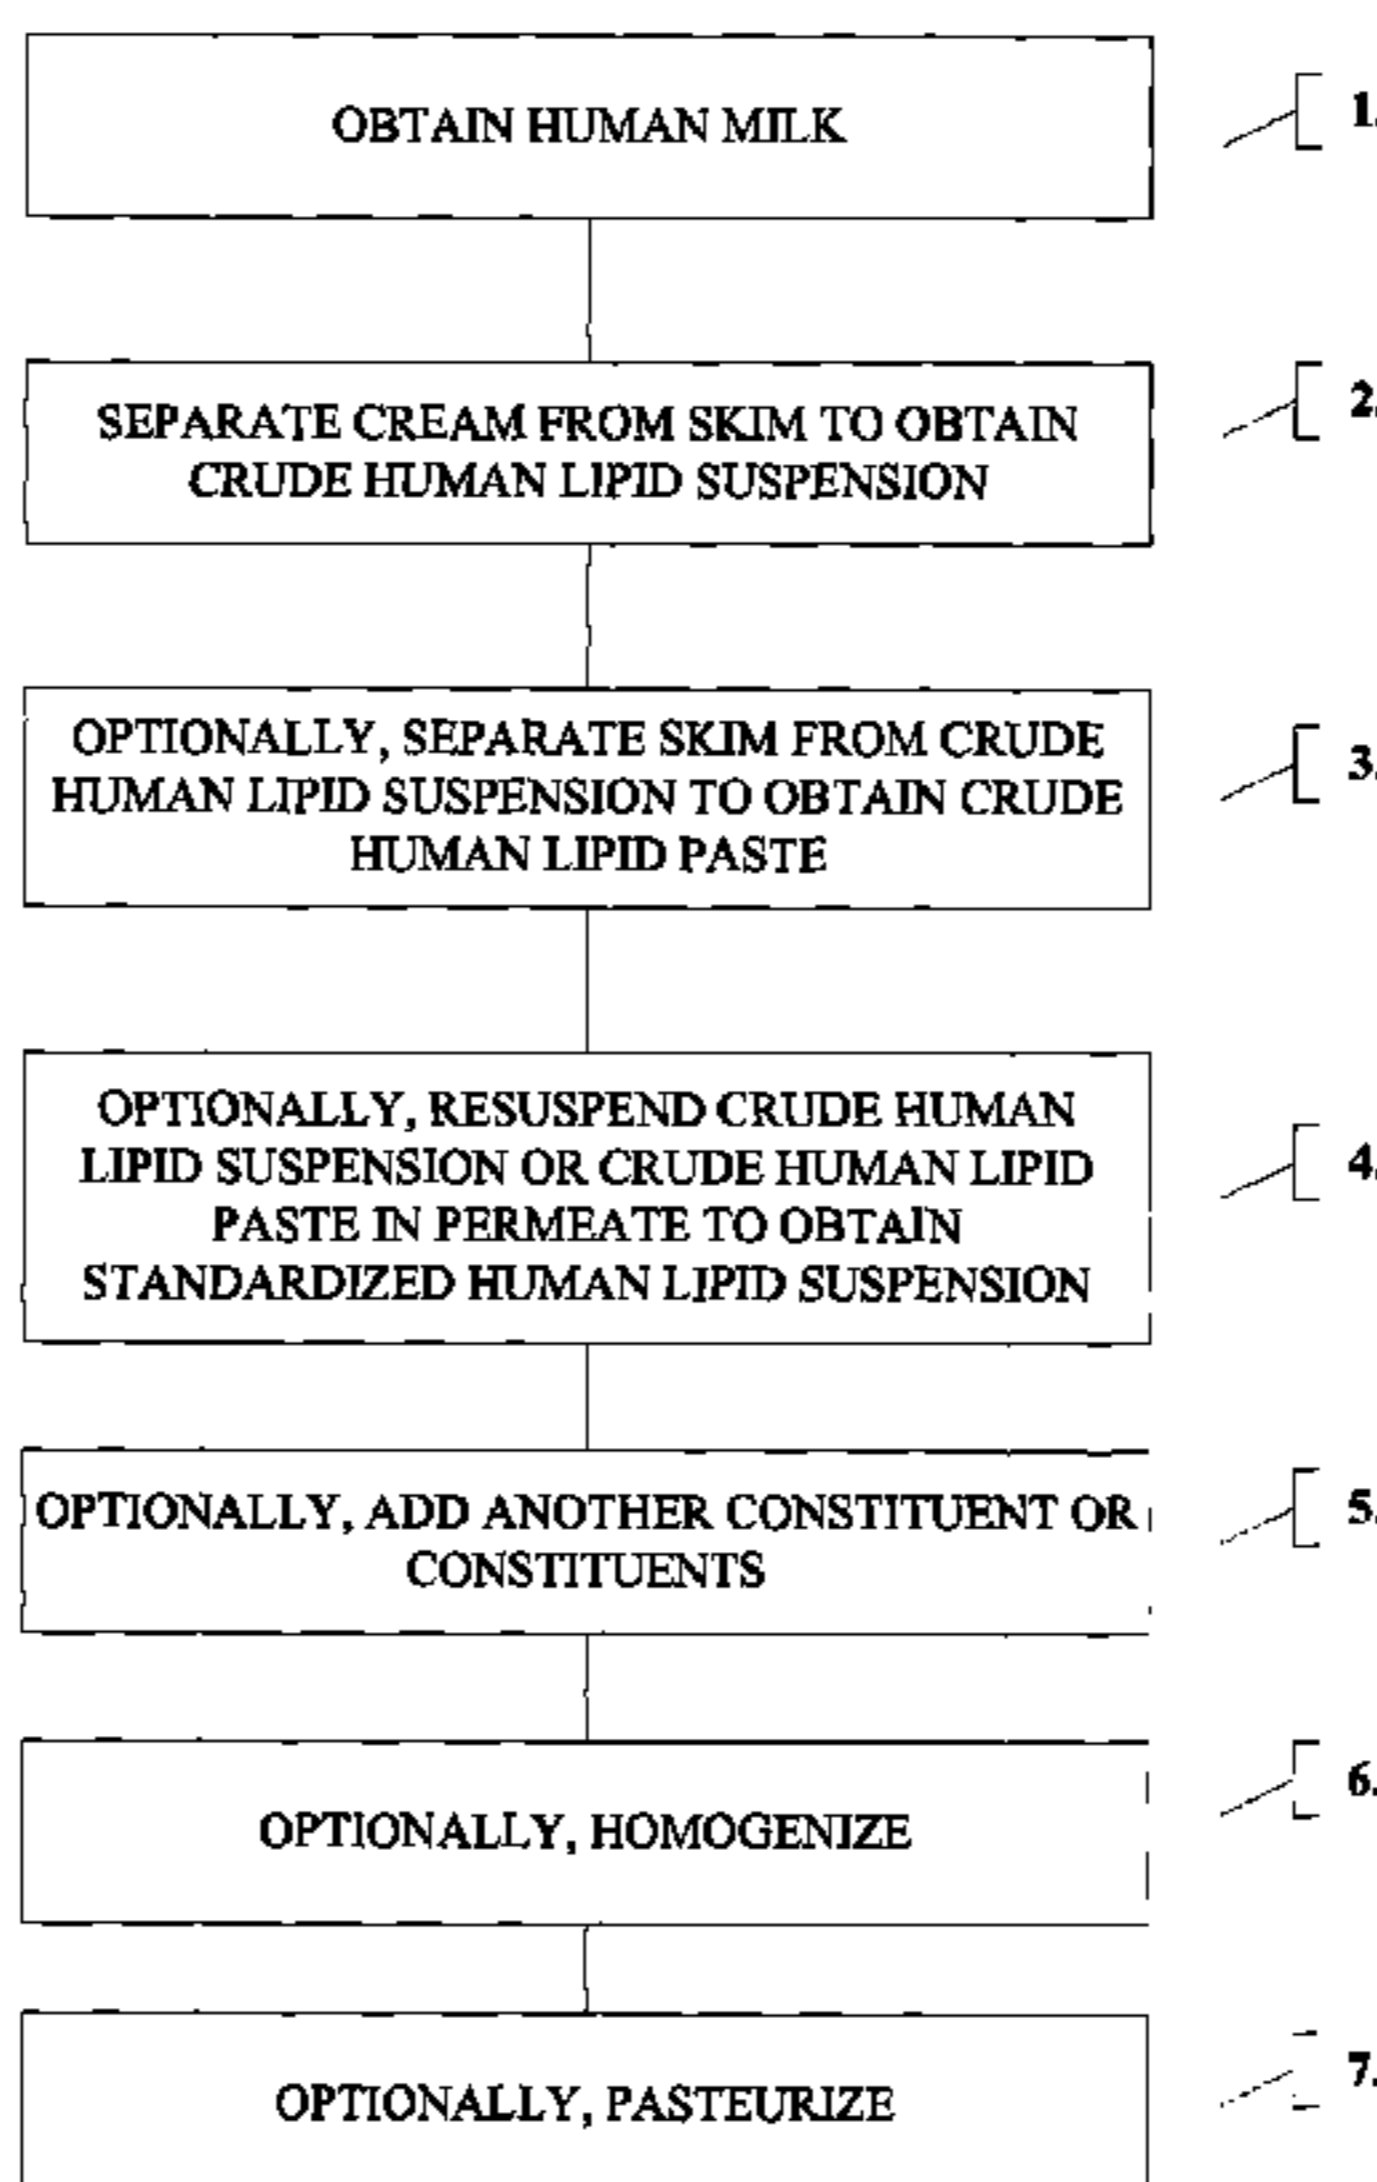 OBTAIN HUMAN MILK
1.
SEPARATE CREAM FROM SKIM TO OBTAIN
CRUDE HUMAN LIPID SUSPENSION
2.
OPTIONALLY, SEPARATE SKIM FROM CRUDE
HUMAN LIPID SUSPENSION TO OBTAIN CRUDE
HUMAN LIPID PASTE
3.
OPTIONALLY, RESUSPEND CRUDE HUMAN
LIPID SUSPENSION OR CRUDE HUMAN LIPID
PASTE IN PERMEATE TO OBTAIN
STANDARDIZED HUMAN LIPID SUSPENSION
4.
OPTIONALLY, ADD ANOTHER CONSTITUENT OR
CONSTITUENTS
5.
OPTIONALLY, HOMOGENIZE
6.
OPTIONALLY, PASTEURIZE
7.